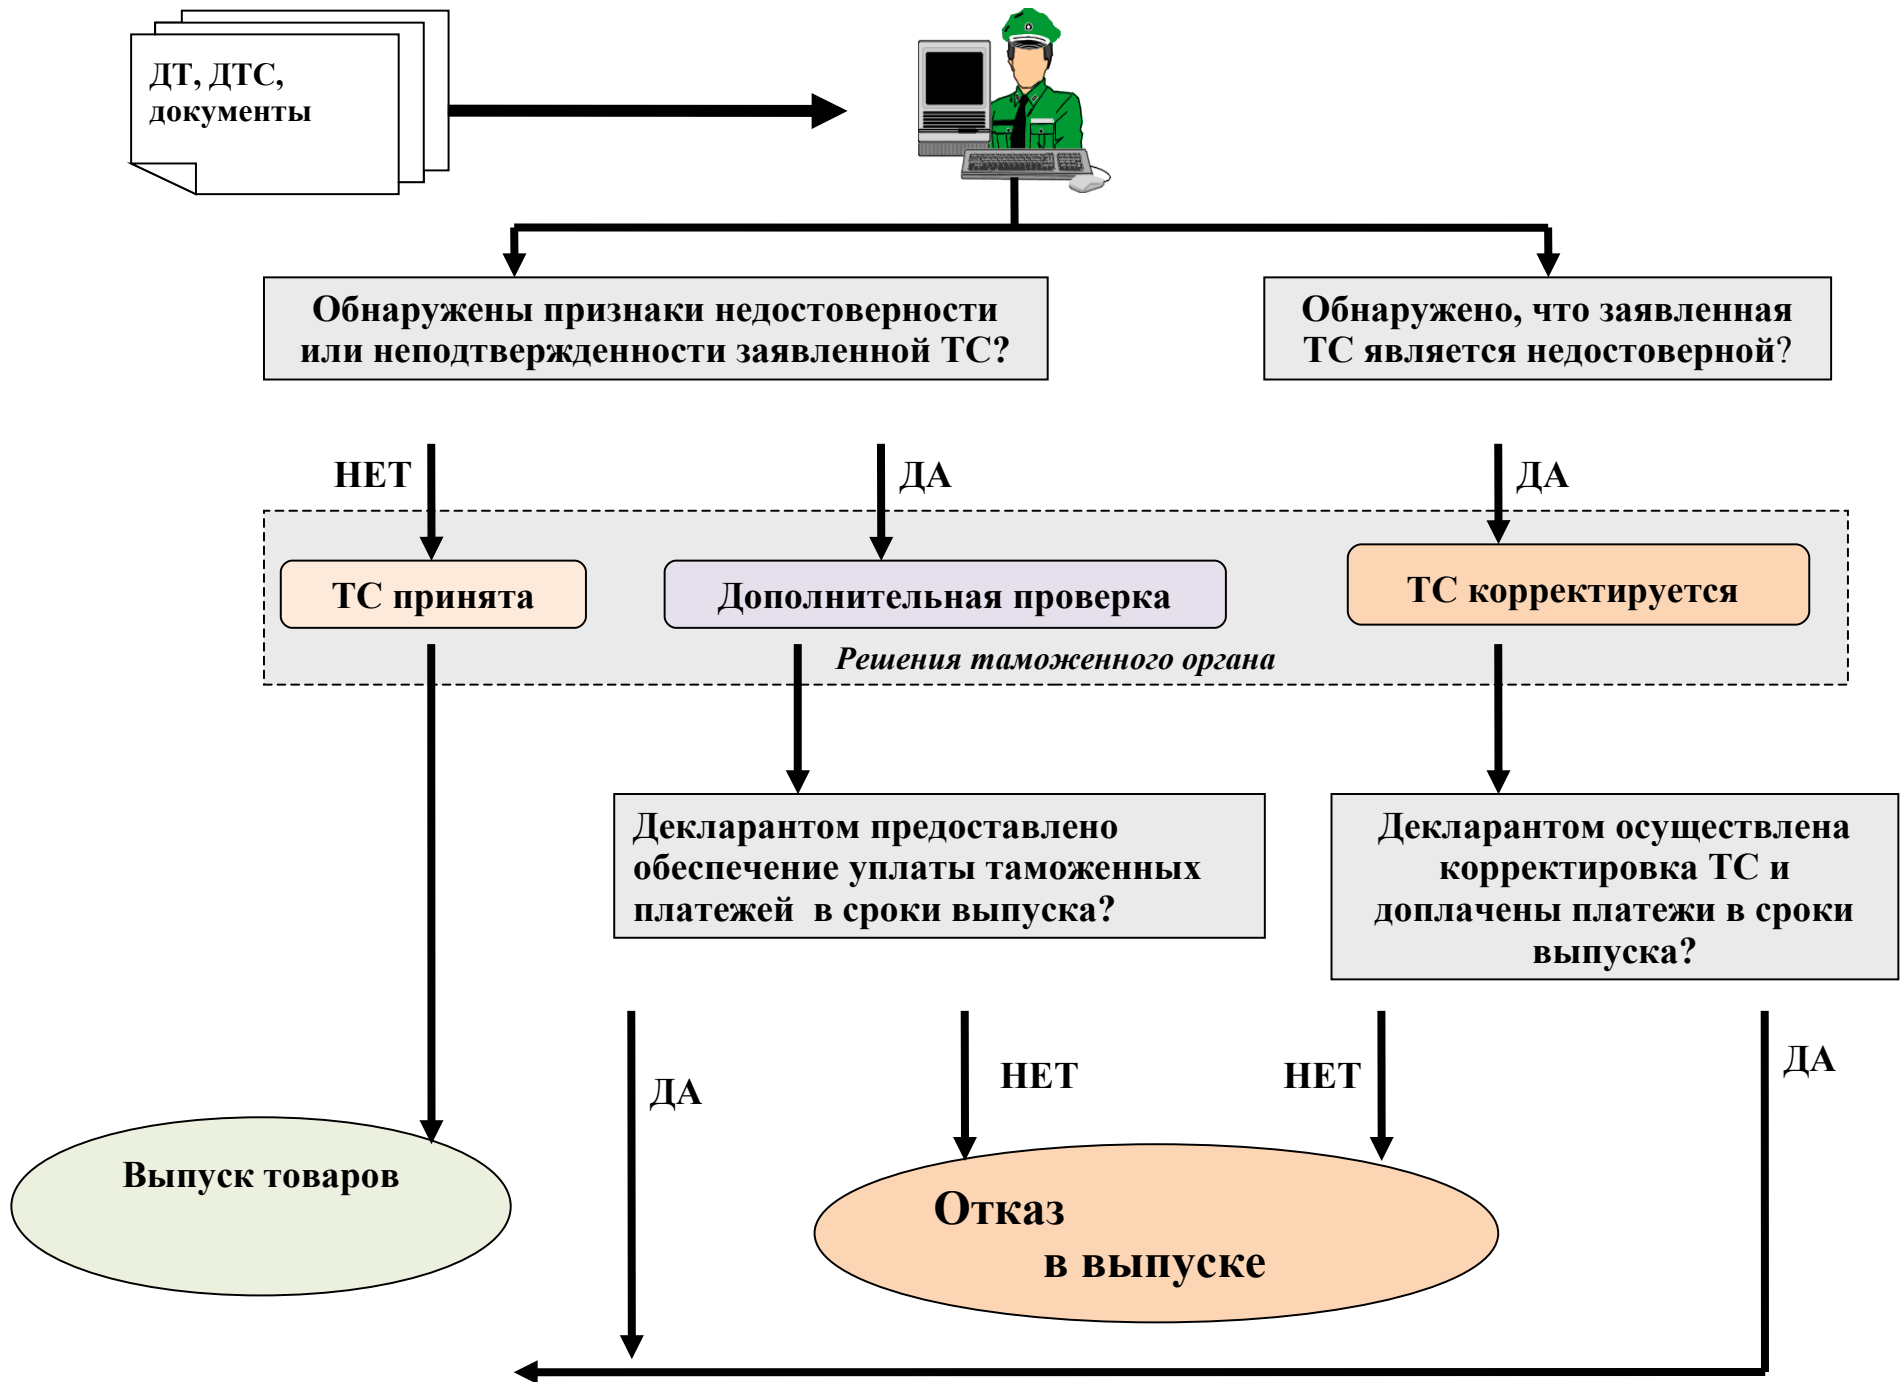 ДТ, ДТС,
документы
Обнаружены признаки недостоверности
или неподтвержденности заявленной ТС?
Обнаружено, что заявленная
ТС является недостоверной?
НЕТ
ДА
ДА
ТС принята
Дополнительная проверка
ТС корректируется
Решения таможенного органа
Декларантом предоставлено
обеспечение уплаты таможенных
платежей  в сроки выпуска?
Декларантом осуществлена
корректировка ТС и
доплачены платежи в сроки
выпуска?
ДА
НЕТ
НЕТ
ДА
Выпуск товаров
Отказ
в выпуске